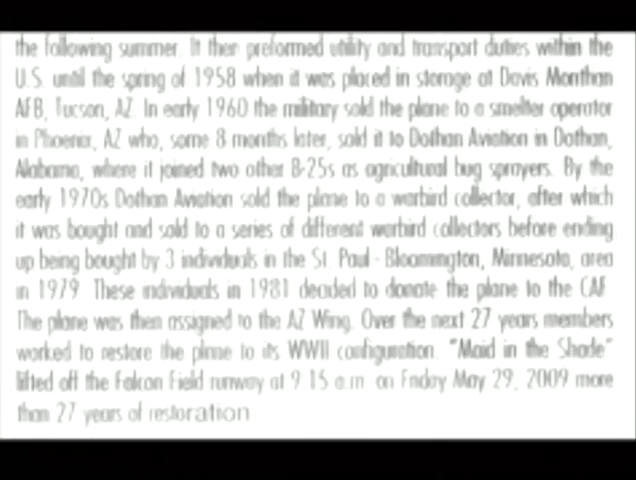 the following summer. It then preformed utility and transport duties within the
U.S. until the spring of 1958 when it was placed in storage at Davis Monthan
AFB, Tucson, AZ. In early 1960 the military sold the plane to a smelter operator
in Phoenix, AZ who, some 8 months later, sold it to Dothan Aviation in Dothan,
Alabama, where it joined two other B-25s as agricultural bug sprayers. By the
early 1970s Dothan Aviation sold the plane to a warbird collector, after which
it was bought and sold to a series of different warbird collectors before ending
up being bought by 3 individuals in the St. Paul - Bloomington, Minnesota, area
in 1979. These individuals in 1981 decided to donate the plane to the CAF.
The plane was then assigned to the AZ Wing. Over the next 27 years members
worked to restore the plane to its WWII configuration. "Maid in the Shade"
lifted off the Falcon Field runway at 9:15 a.m. on Friday May 29, 2009 more
than 27 years of restoration